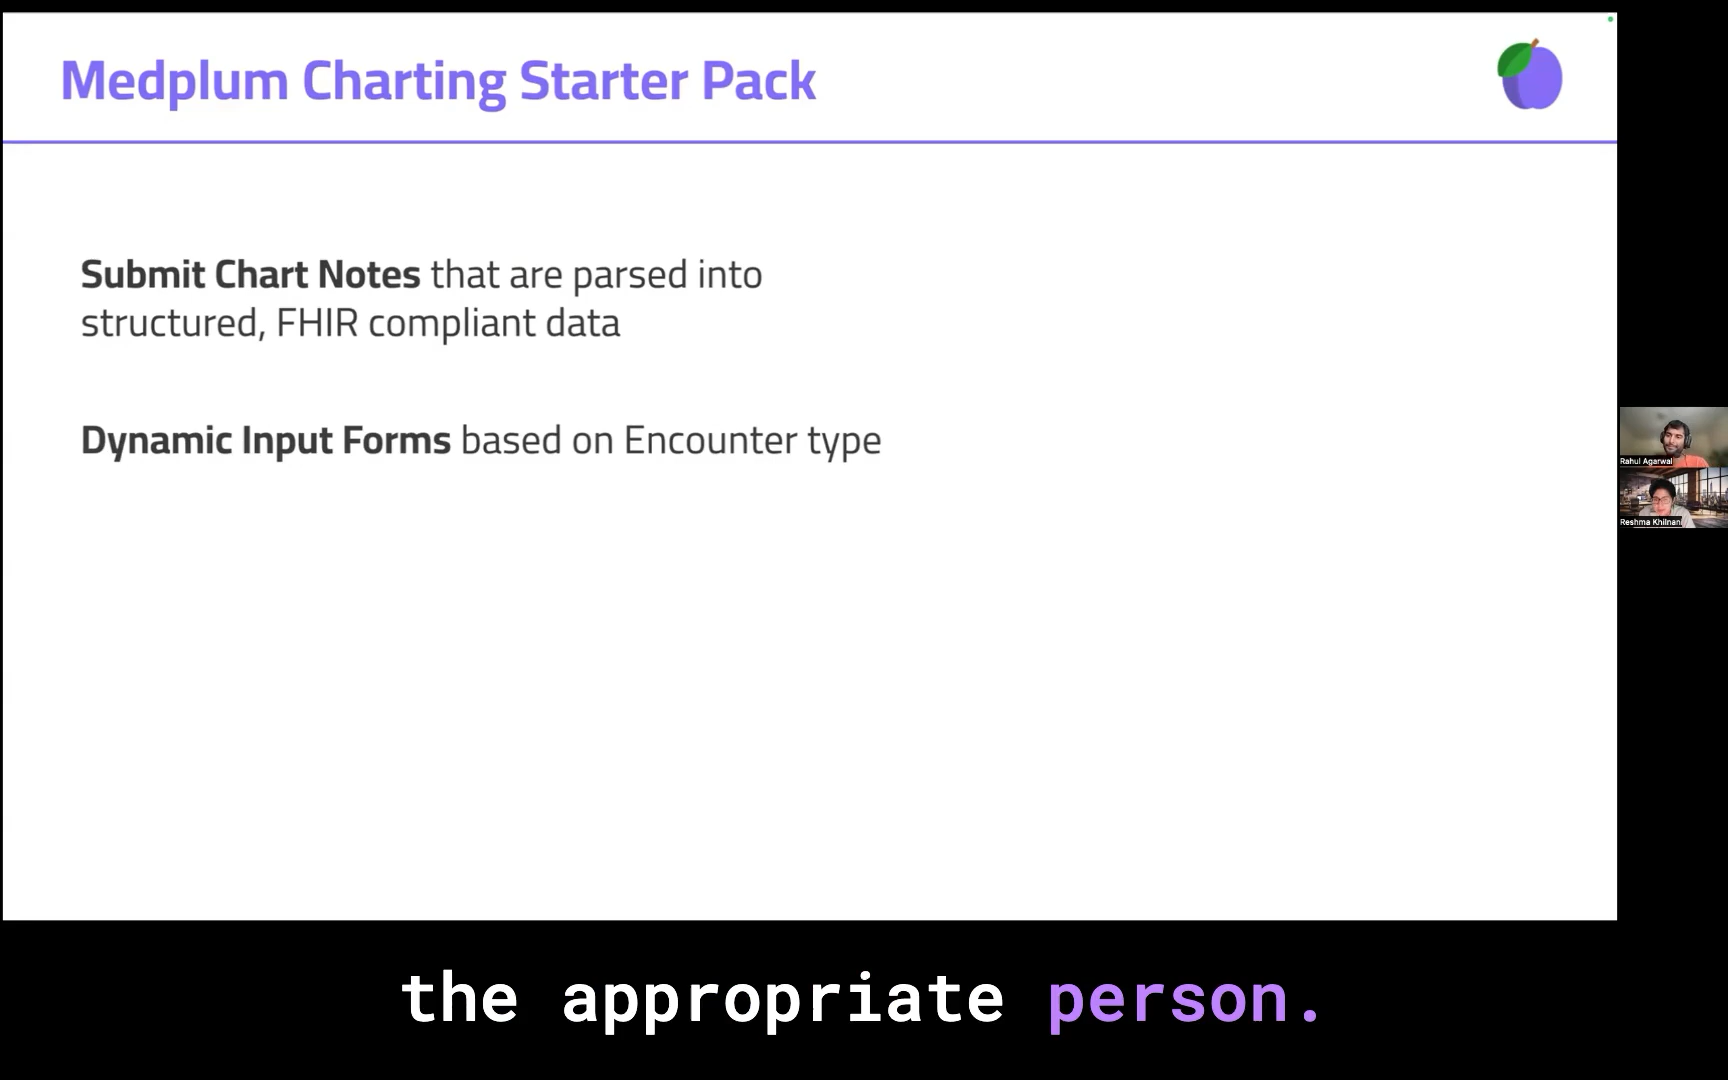 Medplum Charting Starter Pack
Submit Chart Notes that are parsed into
structured, FHIR compliant data
Dynamic Input Forms based on Encounter type
Rahul Agarwal
Reshma Khilnani
the appropriate person.